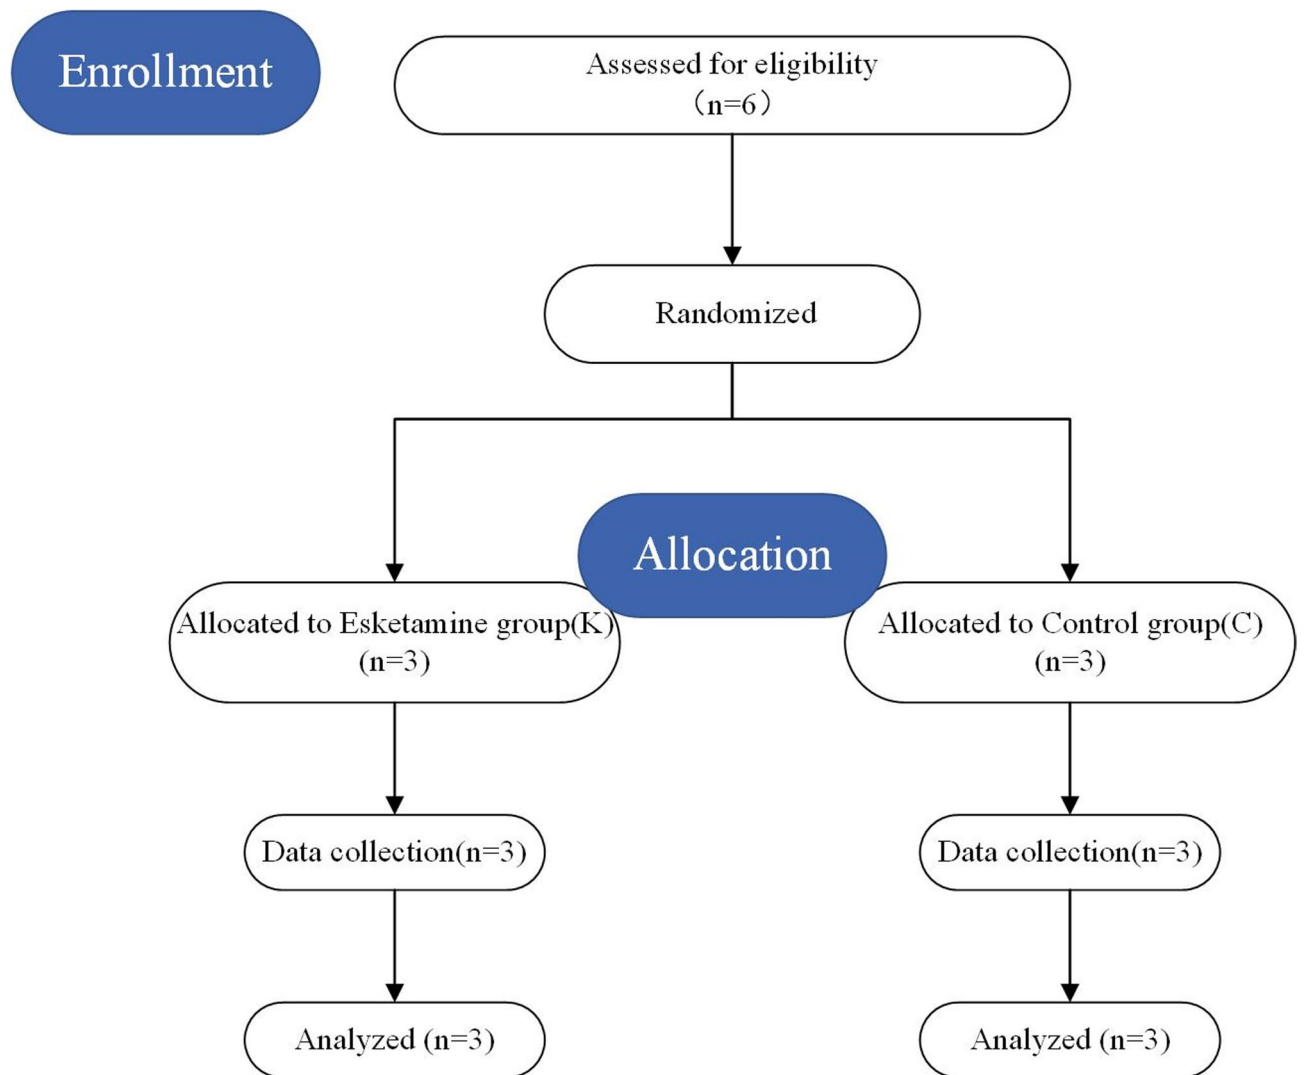 Enrollment
Assessed for eligibility
（n=6）
Randomized
Allocation
Allocated to Esketamine group(K)
(n=3)
Allocated to Control group(C)
(n=3)
Data collection(n=3)
Data collection(n=3)
Analyzed (n=3)
Analyzed (n=3)